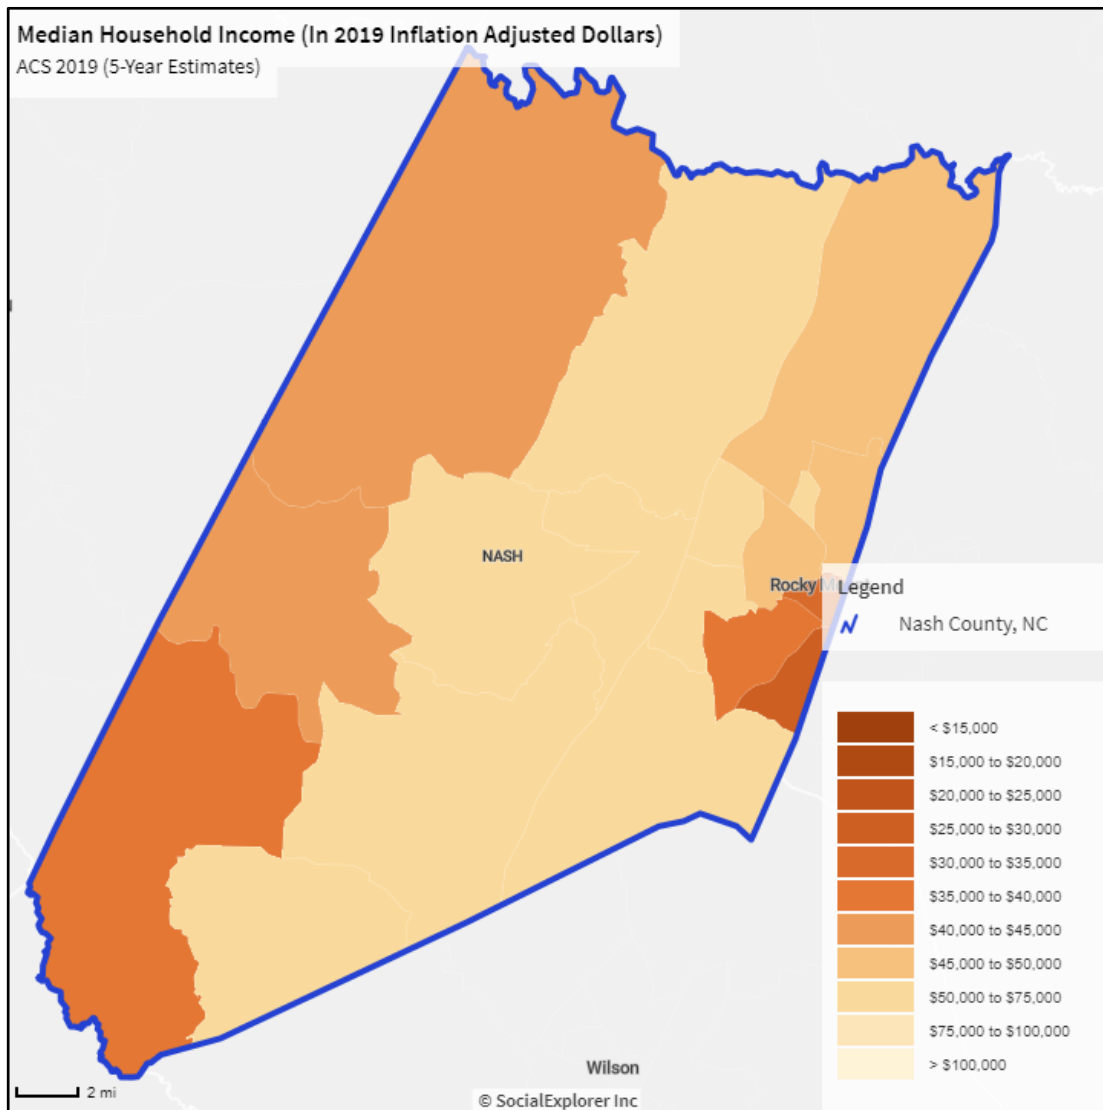 Median Household Income (In 2019 Inflation Adjusted Dollars)
ACS 2019 (5-Year Estimates)
NASH
Rocky
Legend
Nash County, NC
< $15,000
$15,000 to $20,000
$20,000 to $25,000
$25,000 to $30,000
$30,000 to $35,000
$35,000 to $40,000
$40,000 to $45,000
$45,000 to $50,000
$50,000 to $75,000
$75,000 to $100,000
> $100,000
Wilson
2 mi
© SocialExplorer Inc